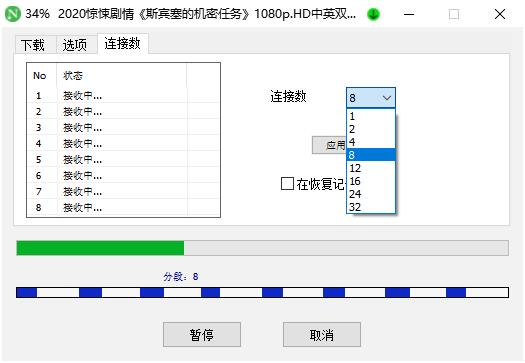 34% 2020惊悚剧情《斯宾塞的机密任务》1080p.HD中英双...
下载 选项 连接数
No 状态
1 接收中...
2 接收中...
3 接收中...
4 接收中...
5 接收中...
6 接收中...
7 接收中...
8 接收中...
连接数 8
1
2
4
8
12
16
24
32
应用
在恢复记
分段：8
暂停 取消